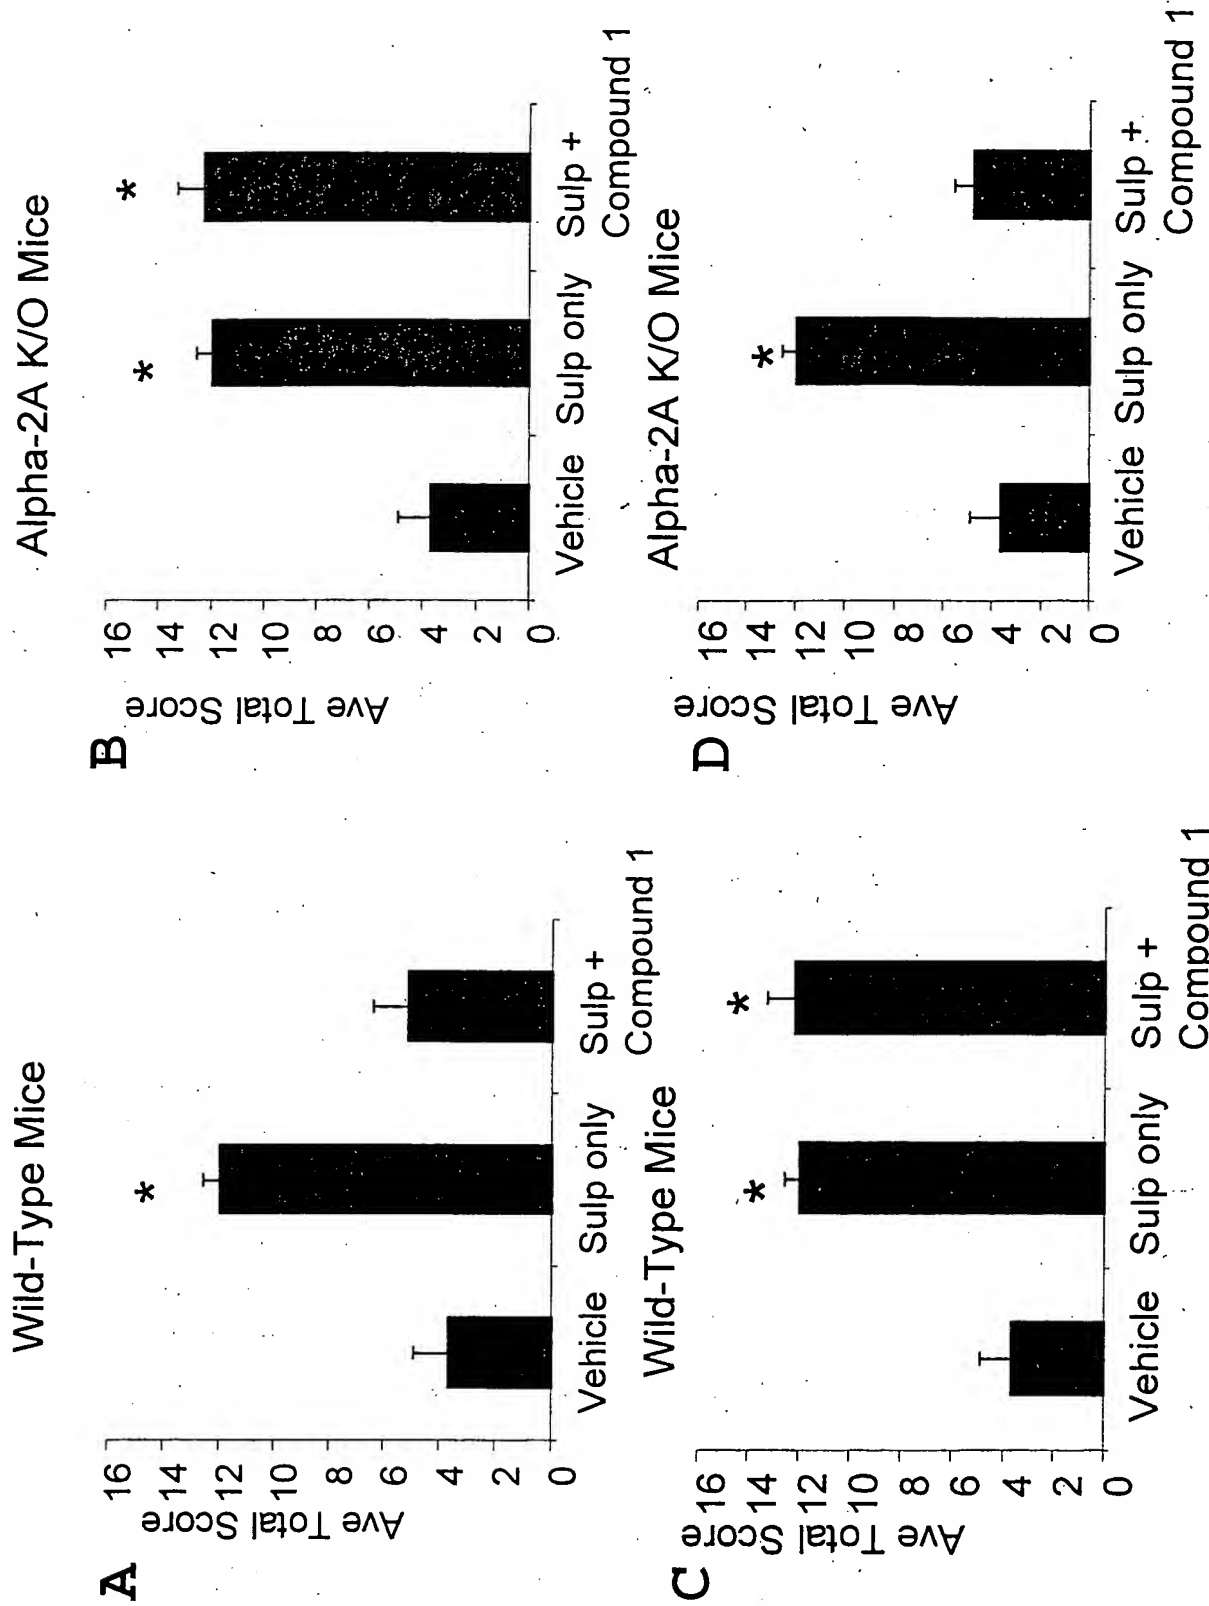 A
Wild-Type Mice
Ave Total Score
16
14
12
10
8
6
4
2
0
*
Vehicle
Sulp only
Sulp +
Compound 1
B
Alpha-2A K/O Mice
Ave Total Score
16
14
12
10
8
6
4
2
0
*
*
Vehicle
Sulp only
Sulp +
Compound 1
C
Wild-Type Mice
Ave Total Score
16
14
12
10
8
6
4
2
0
*
*
Vehicle
Sulp only
Sulp +
Compound 1
D
Alpha-2A K/O Mice
Ave Total Score
16
14
12
10
8
6
4
2
0
*
Vehicle
Sulp only
Sulp +
Compound 1